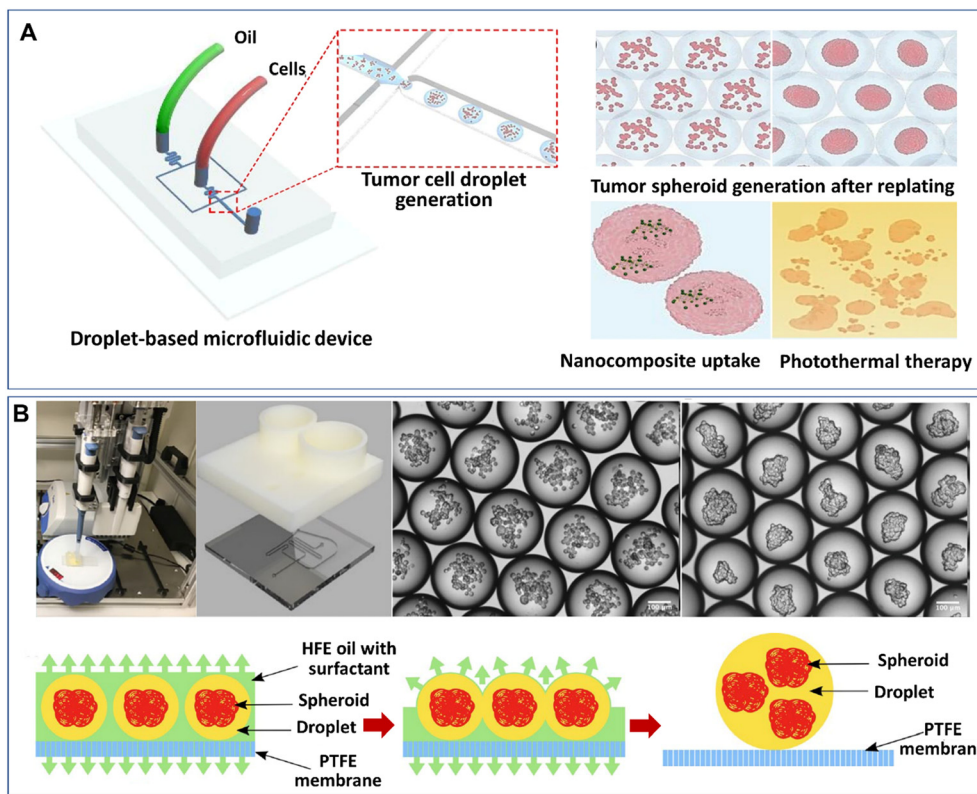 A
Oil
Cells
Tumor cell droplet
generation
Droplet-based microfluidic device
Tumor spheroid generation after replating
Nanocomposite uptake
Photothermal therapy
B
100 µm
100 µm
HFE oil with
surfactant
Spheroid
Droplet
PTFE
membrane
Spheroid
Droplet
PTFE
membran